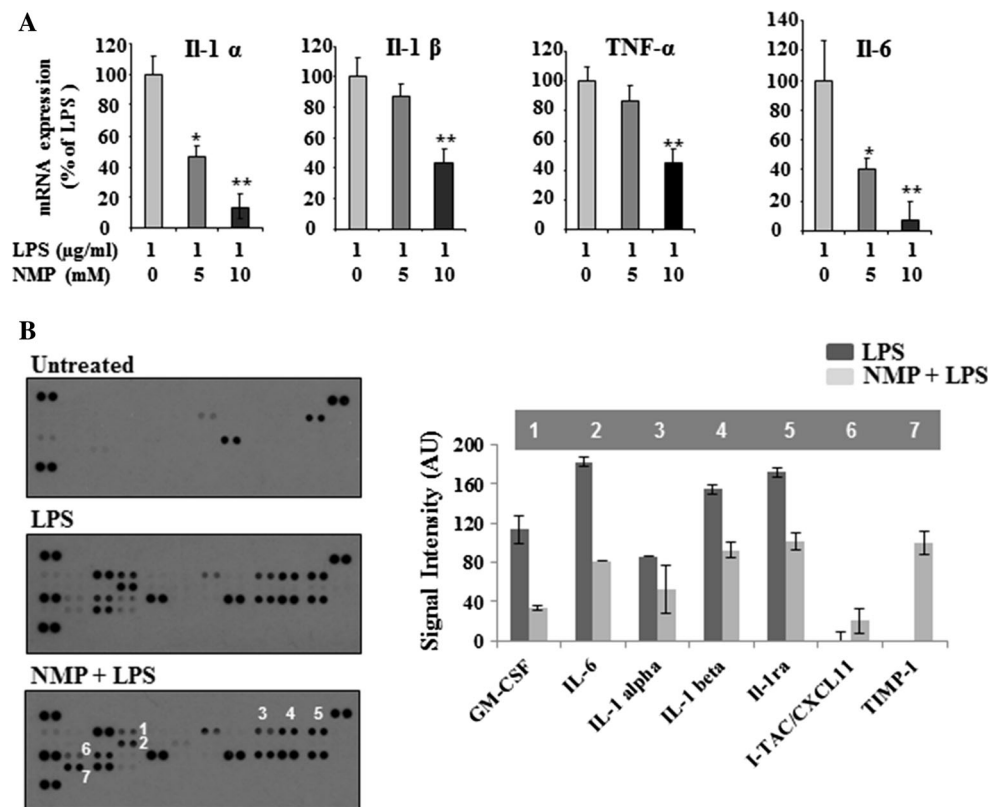 A
Il-1 α
Il-1 β
TNF-α
Il-6
mRNA expression
(% of LPS )
120
100
80
60
40
20
0
*
**
120
100
80
60
40
20
0
**
120
100
80
60
40
20
0
**
120
100
80
60
40
20
0
*
**
LPS (µg/ml) 1 1 1 1 1 1 1 1 1 1 1 1
NMP (mM) 0 5 10 0 5 10 0 5 10 0 5 10
B
Untreated
LPS
NMP + LPS
1
2
3 4 5
6
7
LPS
NMP + LPS
1 2 3 4 5 6 7
Signal Intensity (AU)
200
160
120
80
40
0
GM-CSF
IL-6
IL-1 alpha
IL-1 beta
Il-1ra
I-TAC/CXCL11
TIMP-1